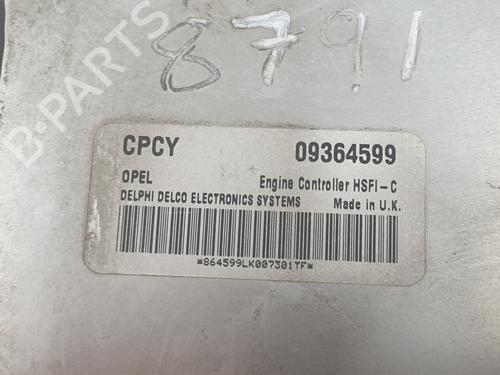 8791
CPCY 09364599
OPEL Engine Controller HSFI-C
DELPHI DELCO ELECTRONICS SYSTEMS Made in U.K.
*864599LK007301TF*
B-PARTS